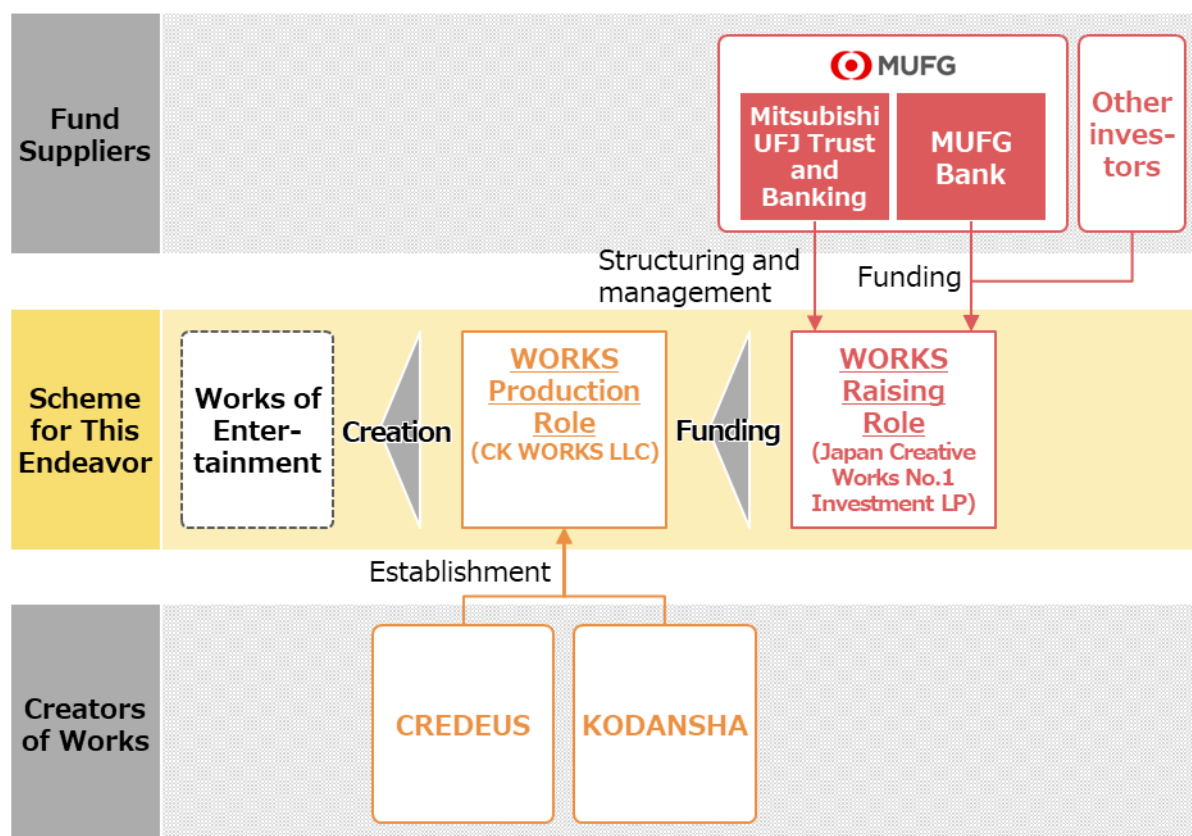 Fund
Suppliers
MUFG
Mitsubishi
UFJ Trust
and
Banking
MUFG
Bank
Other
inves-
tors
Structuring and
management
Funding
Scheme
for This
Endeavor
Works of
Enter-
tainment
Creation
WORKS
Production
Role
(CK WORKS LLC)
Funding
WORKS
Raising
Role
(Japan Creative
Works No.1
Investment LP)
Establishment
Creators
of Works
CREDEUS
KODANSHA